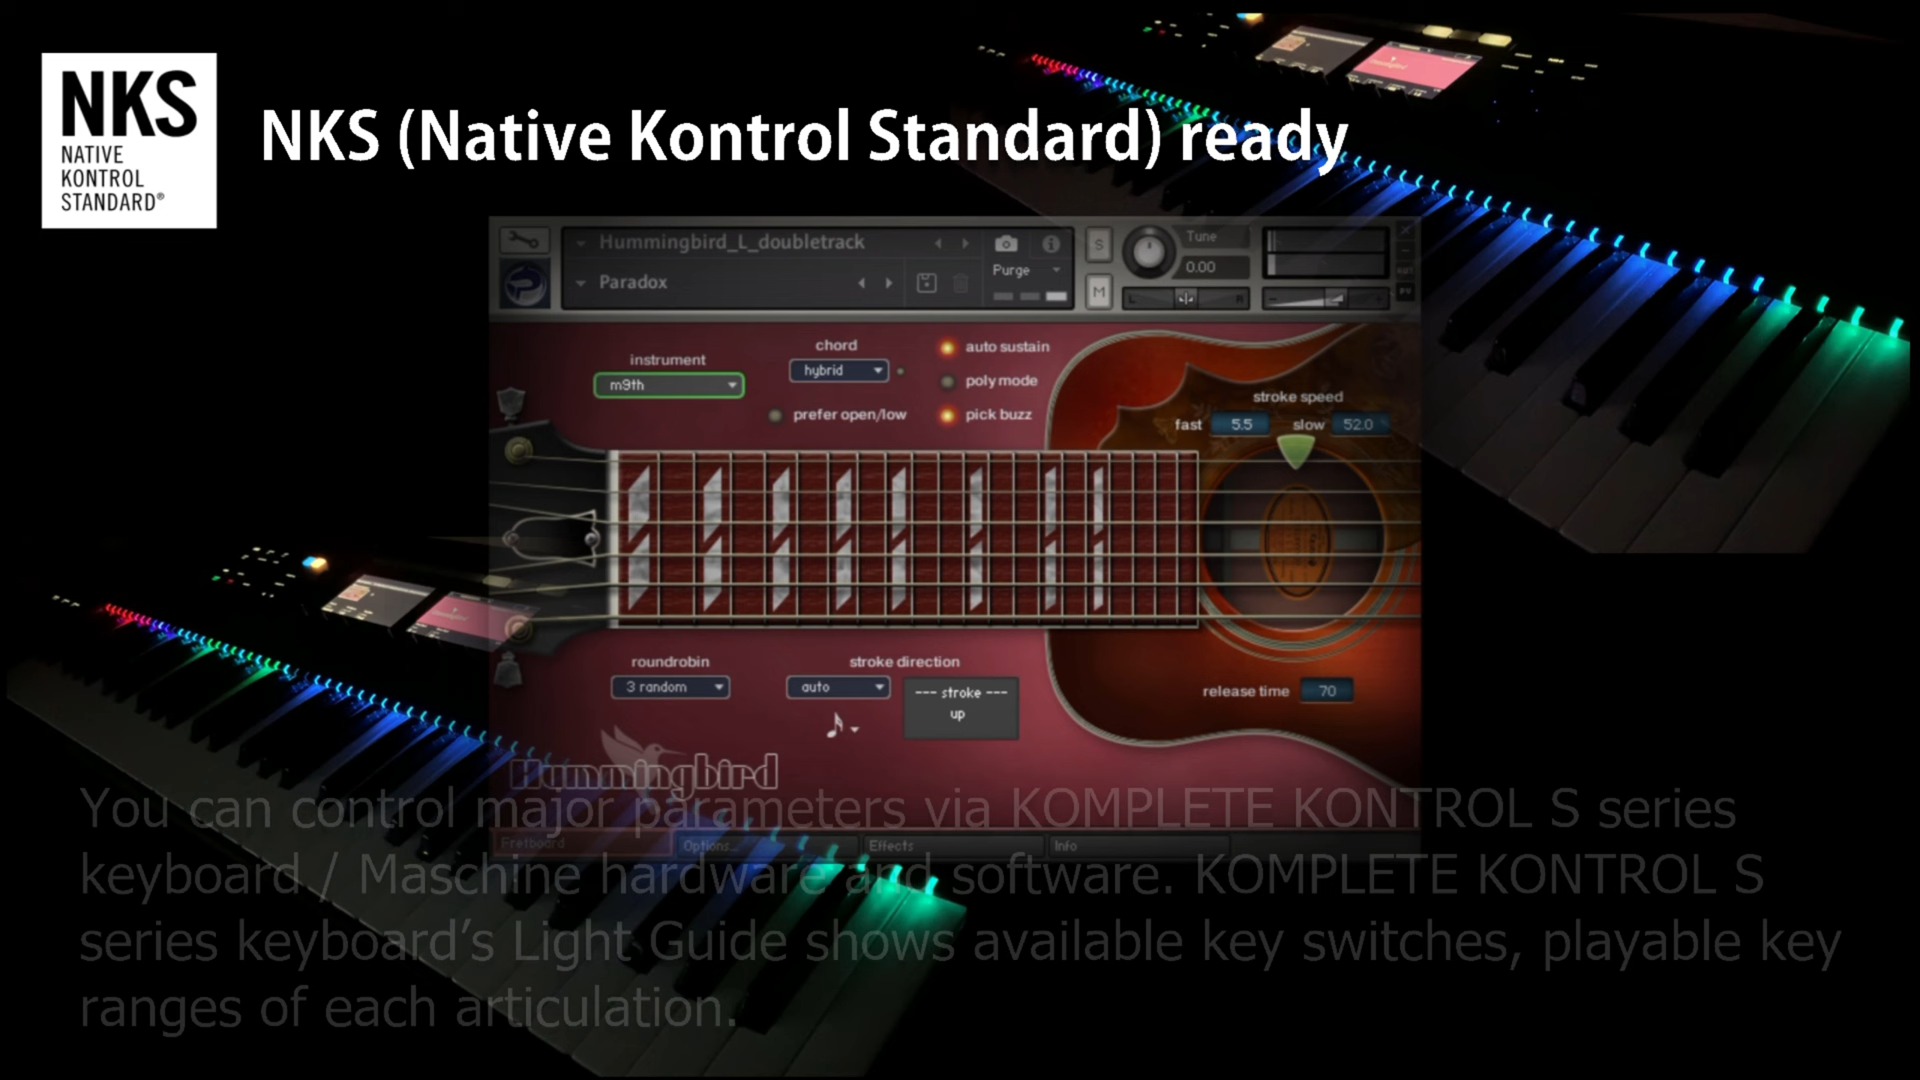 NKS
NATIVE
KONTROL
STANDARD®
NKS (Native Kontrol Standard) ready
Hummingbird_L_doubletrack
Paradox
Purge
S
M
Tune
0.00
L
R
instrument
m9th
chord
hybrid
prefer open/low
auto sustain
poly mode
pick buzz
stroke speed
fast 5.5 slow 52.0
roundrobin
3 random
stroke direction
auto
--- stroke ---
up
release time 70
Hummingbird
Fretboard
Options...
Effects
Info
You can control major parameters via KOMPLETE KONTROL S series
keyboard / Maschine hardware and software. KOMPLETE KONTROL S
series keyboard’s Light Guide shows available key switches, playable key
ranges of each articulation.